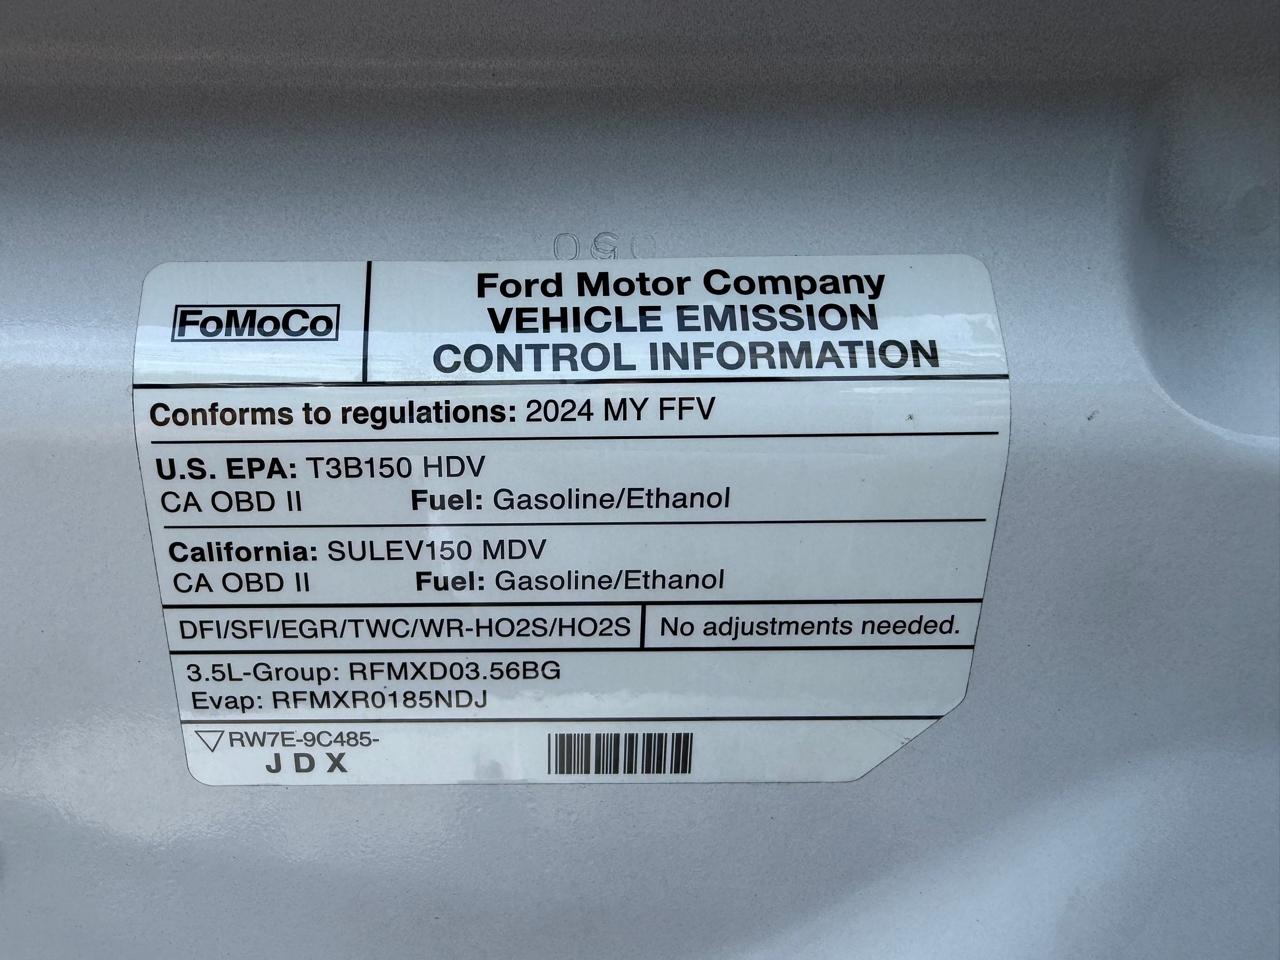 FoMoCo
Ford Motor Company
VEHICLE EMISSION
CONTROL INFORMATION
Conforms to regulations: 2024 MY FFV
U.S. EPA: T3B150 HDV
CA OBD II Fuel: Gasoline/Ethanol
California: SULEV150 MDV
CA OBD II Fuel: Gasoline/Ethanol
DFI/SFI/EGR/TWC/WR-HO2S/HO2S No adjustments needed.
3.5L-Group: RFMXD03.56BG
Evap: RFMXR0185NDJ
RW7E-9C485-
JDX